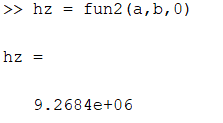 >> hz = fun2(a,b,0)
hz =
9.2684e+06